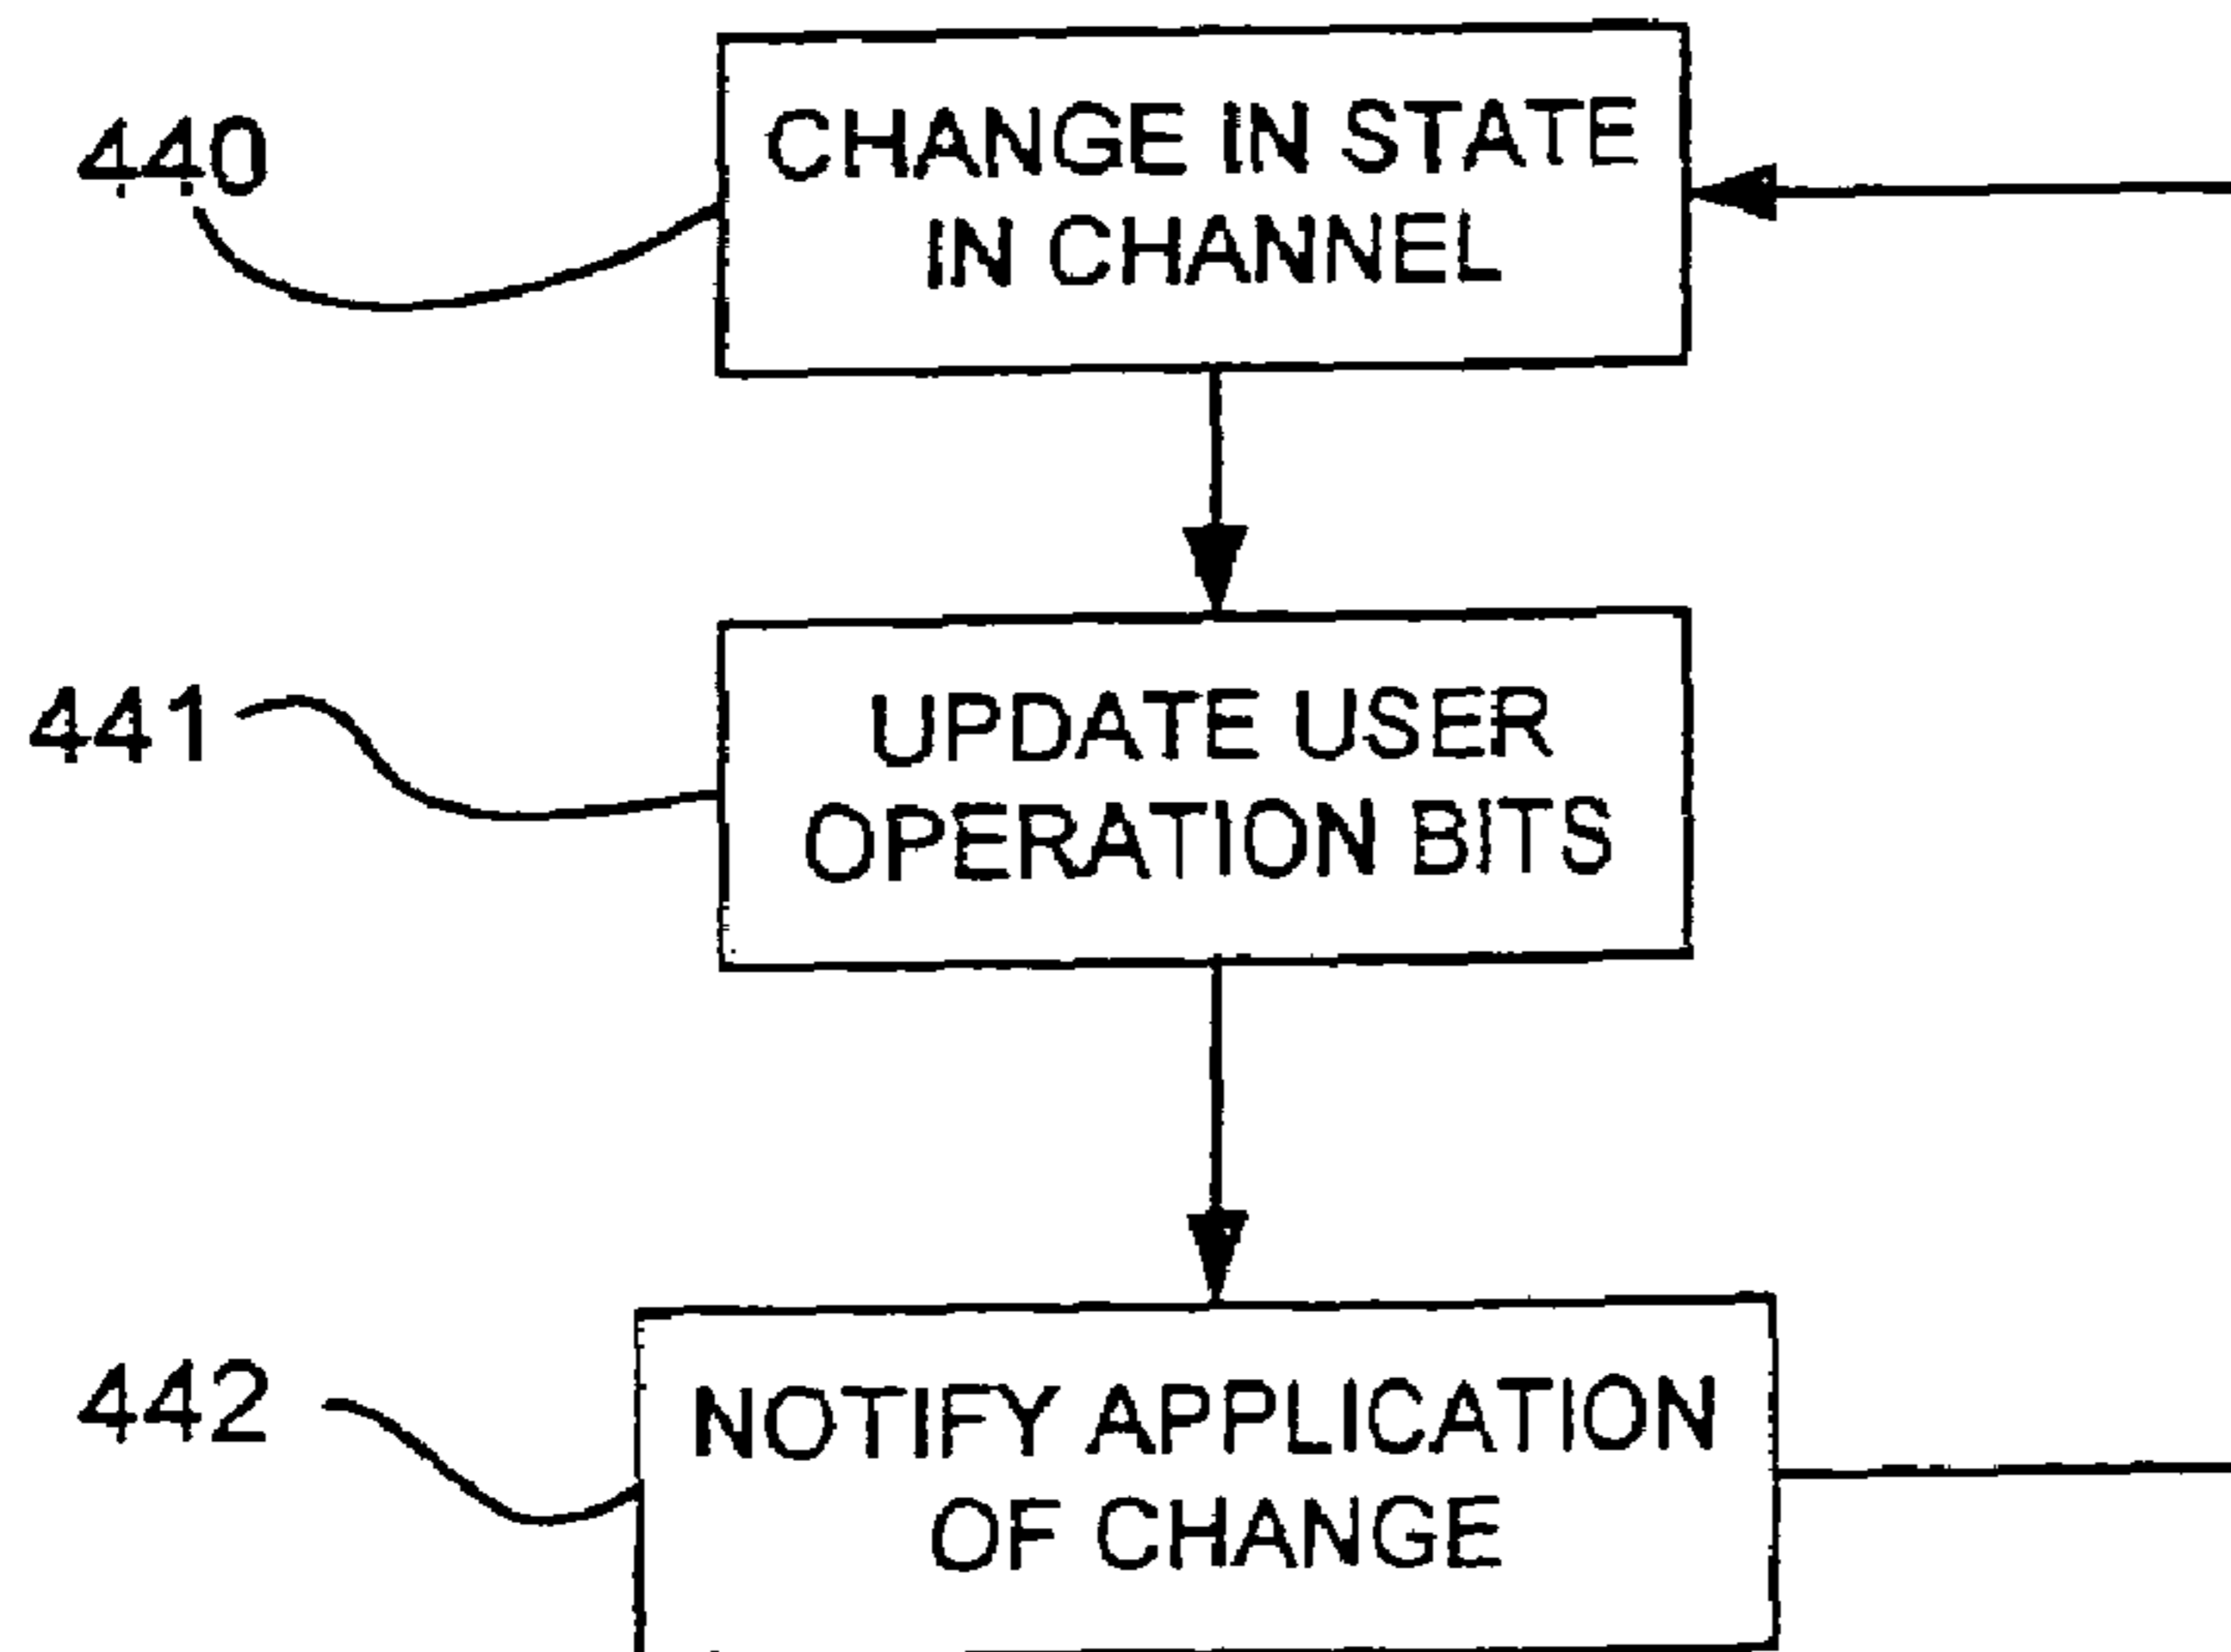 440
CHANGE IN STATE
IN CHANNEL
441
UPDATE USER
OPERATION BITS
442
NOTIFY APPLICATION
OF CHANGE